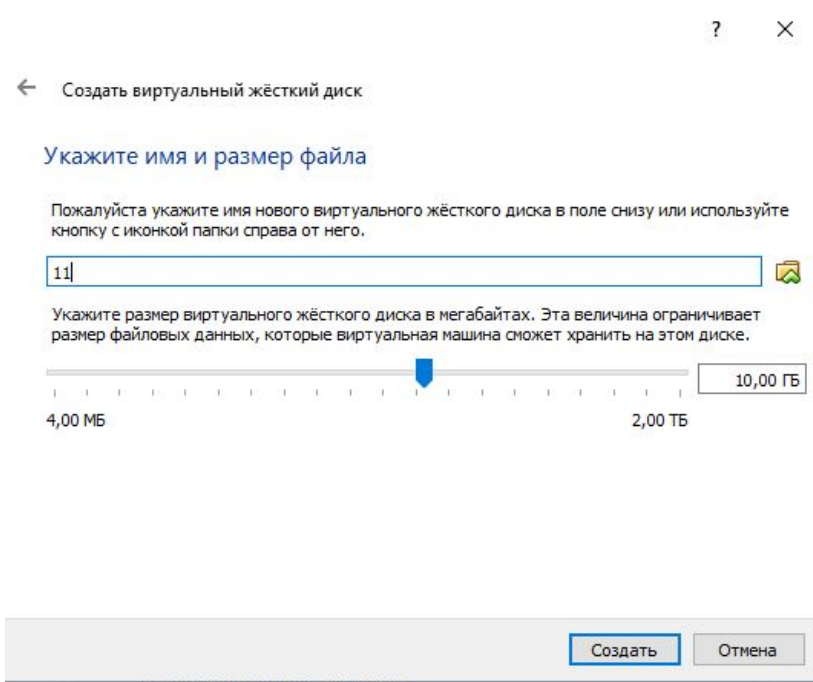 ?
Создать виртуальный жёсткий диск
Укажите имя и размер файла
Пожалуйста укажите имя нового виртуального жёсткого диска в поле снизу или используйте
кнопку с иконкой папки справа от него.
11
Укажите размер виртуального жёсткого диска в мегабайтах. Эта величина ограничивает
размер файловых данных, которые виртуальная машина сможет хранить на этом диске.
10,00 ГБ
4,00 МБ 2,00 ТБ
Создать Отмена